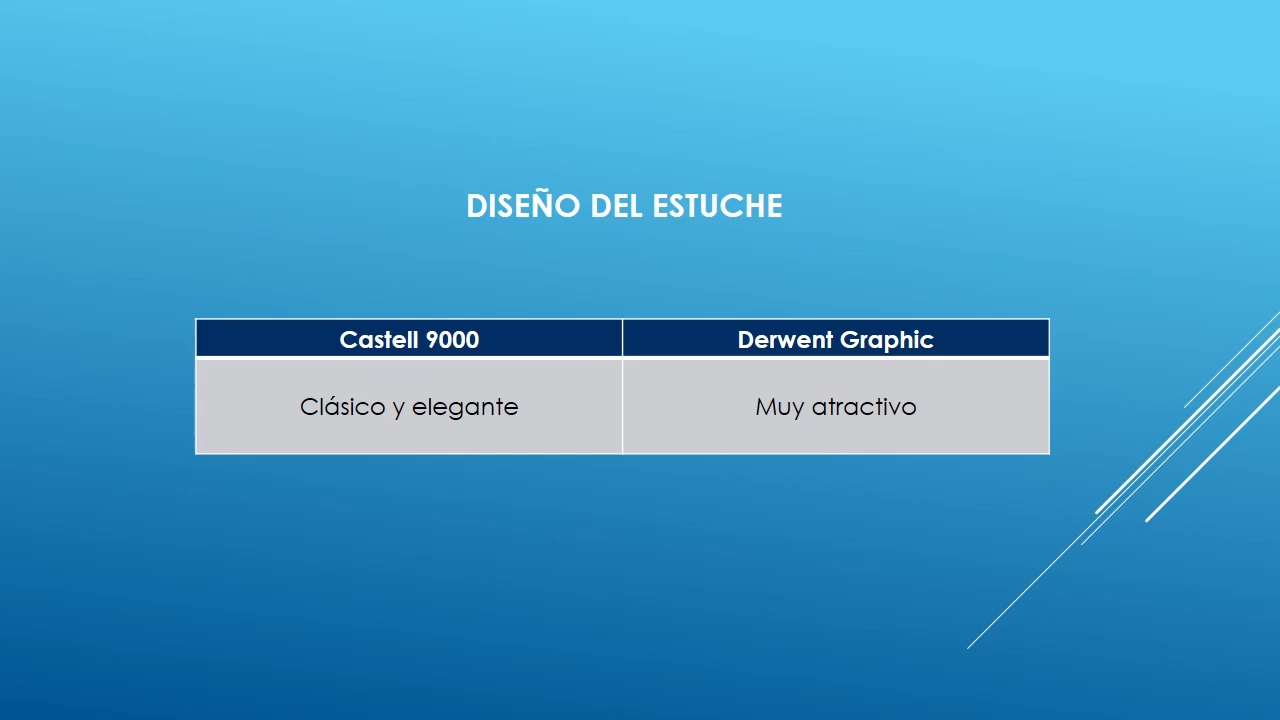 DISEÑO DEL ESTUCHE
Castell 9000
Derwent Graphic
Clásico y elegante
Muy atractivo